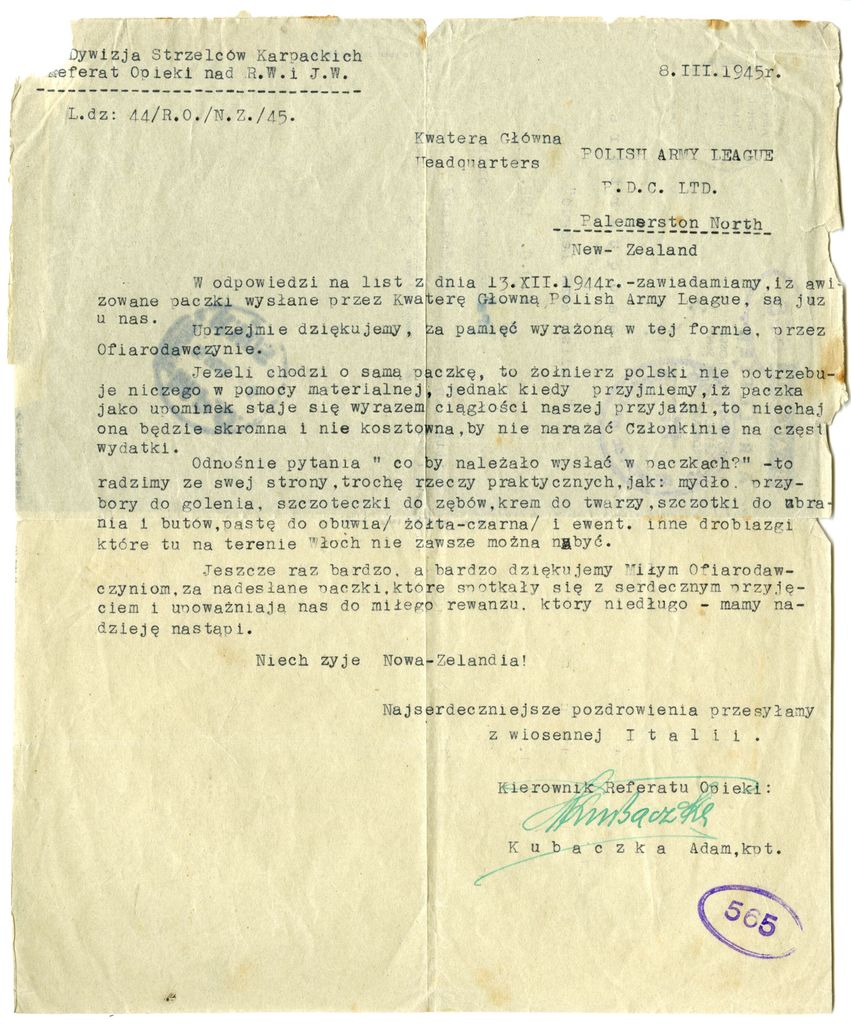 Dywizja Strzelców Karpackich
Referat Opieki nad R.W.i J.W.
8.III.1945r.
L.dz: 44/R.O./N.Z./45.
Kwatera Główna
Headquarters
POLISH ARMY LEAGUE
P.D.C. LTD.
Palemerston North
New- Zealand
W odpowiedzi na list z dnia 13.XII.1944r.-zawiadamiamy,iz awi-
zowane paczki wysłane przez Kwaterę Główną Polish Army League, są juz
u nas.
Uprzejmie dziękujemy, za pamięć wyrażoną w tej formie, przez
Ofiarodawczynie.
Jezeli chodzi o samą paczkę, to żołnierz polski nie potrzebu-
je niczego w pomocy materialnej, jednak kiedy przyjmiemy,iż paczka
jako upominek staje się wyrazem ciągłości naszej przyjaźni,to niechaj
ona będzie skromna i nie kosztowna,by nie narażać Członkinie na częst
wydatki.
Odnośnie pytania " co by należało wysłać w paczkach?" -to
radzimy ze swej strony,trochę rzeczy praktycznych,jak: mydło, przy-
bory do golenia, szczoteczki do zębów,krem do twarzy,szczotki do ubra-
nia i butów,pastę do obuwia/ żółta-czarna/ i ewent. inne drobiazgi
które tu na terenie Włoch nie zawsze można nabyć.
Jeszcze raz bardzo, a bardzo dziękujemy Miłym Ofiarodaw-
czyniom,za nadesłane paczki,które spotkały się z serdecznym przyję-
ciem i upoważniają nas do miłego rewanzu, ktory niedługo - mamy na-
dzieję nastąpi.
Niech zyje Nowa-Zelandia!
Najserdeczniejsze pozdrowienia przesyłamy
z wiosennej I t a l i i .
Kierownik Referatu Opieki:
AKubaczka
K u b a c z k a Adam,kpt.
565